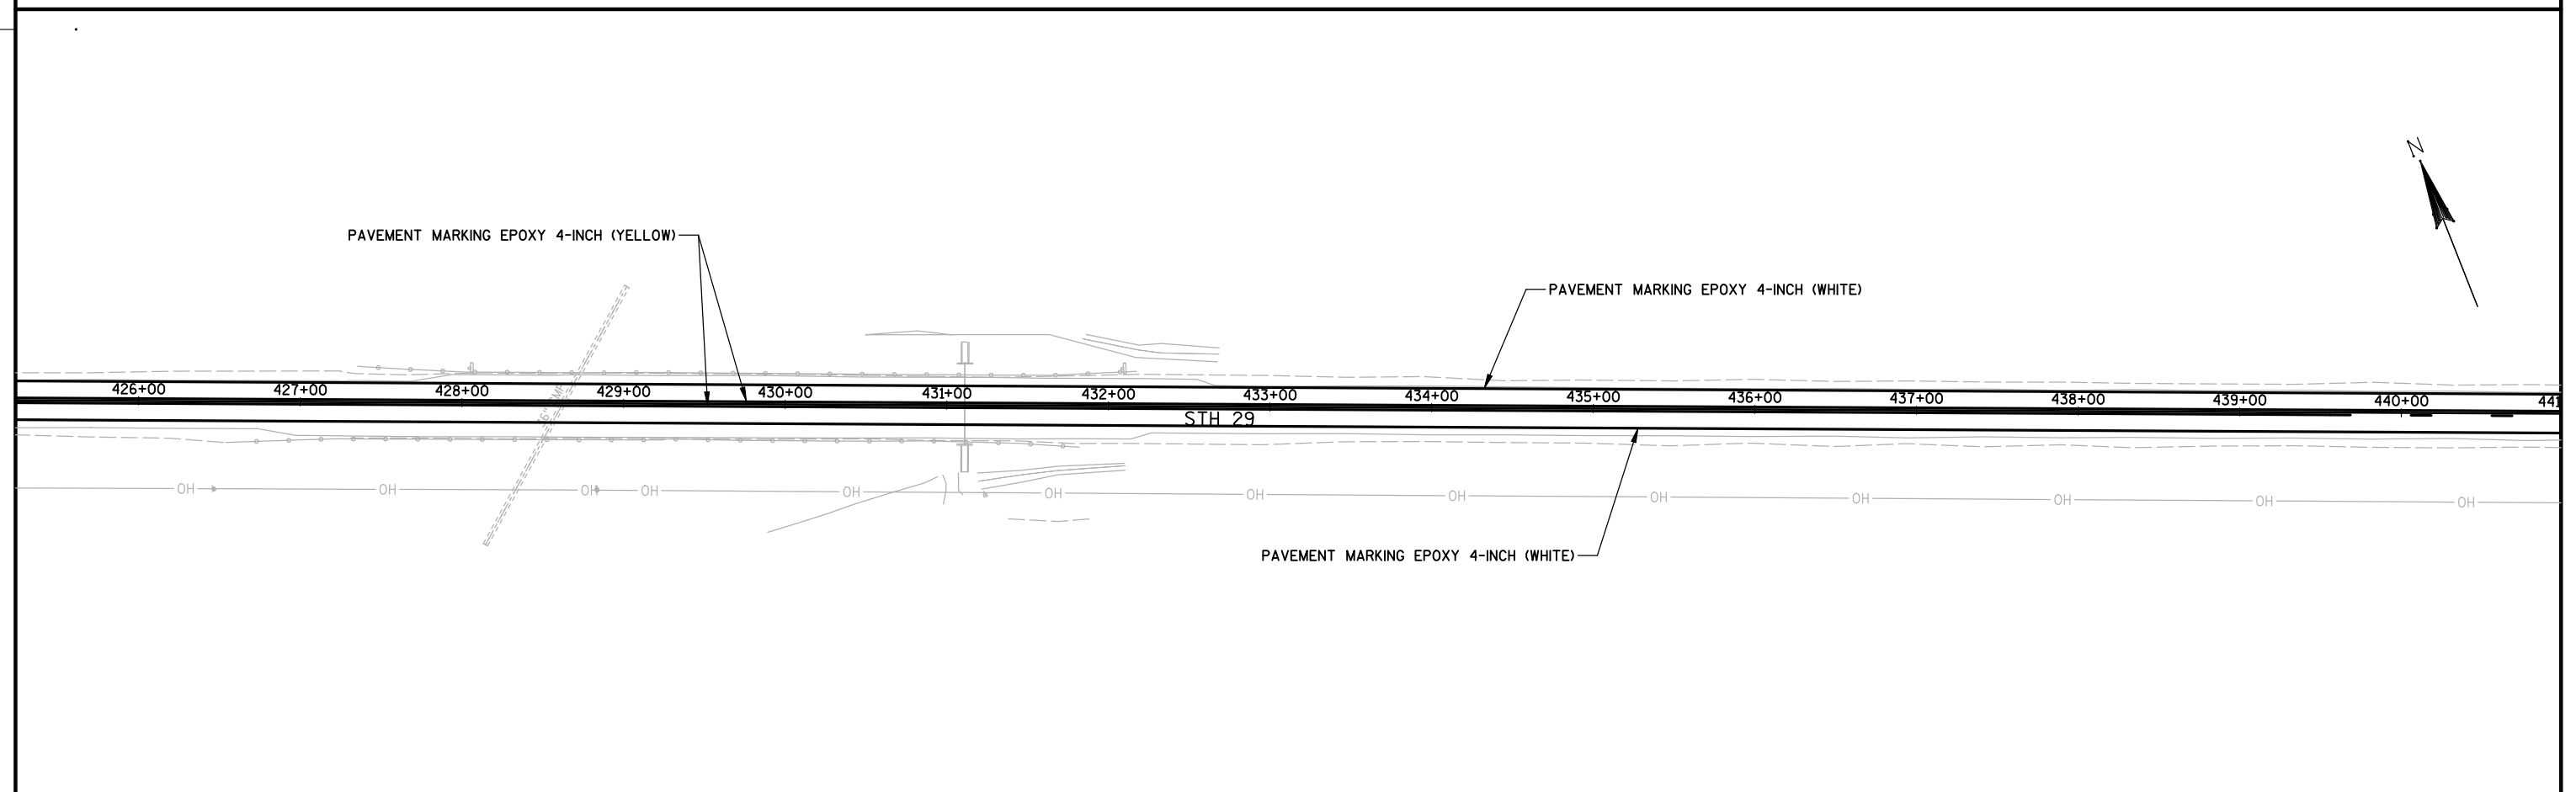 N
PAVEMENT MARKING EPOXY 4-INCH (YELLOW)
PAVEMENT MARKING EPOXY 4-INCH (WHITE)
426+00 427+00 428+00 429+00 430+00 431+00 432+00 433+00 434+00 435+00 436+00 437+00 438+00 439+00 440+00 441
STH 29
OH OH OH OH OH OH OH OH OH OH OH OH OH
PAVEMENT MARKING EPOXY 4-INCH (WHITE)